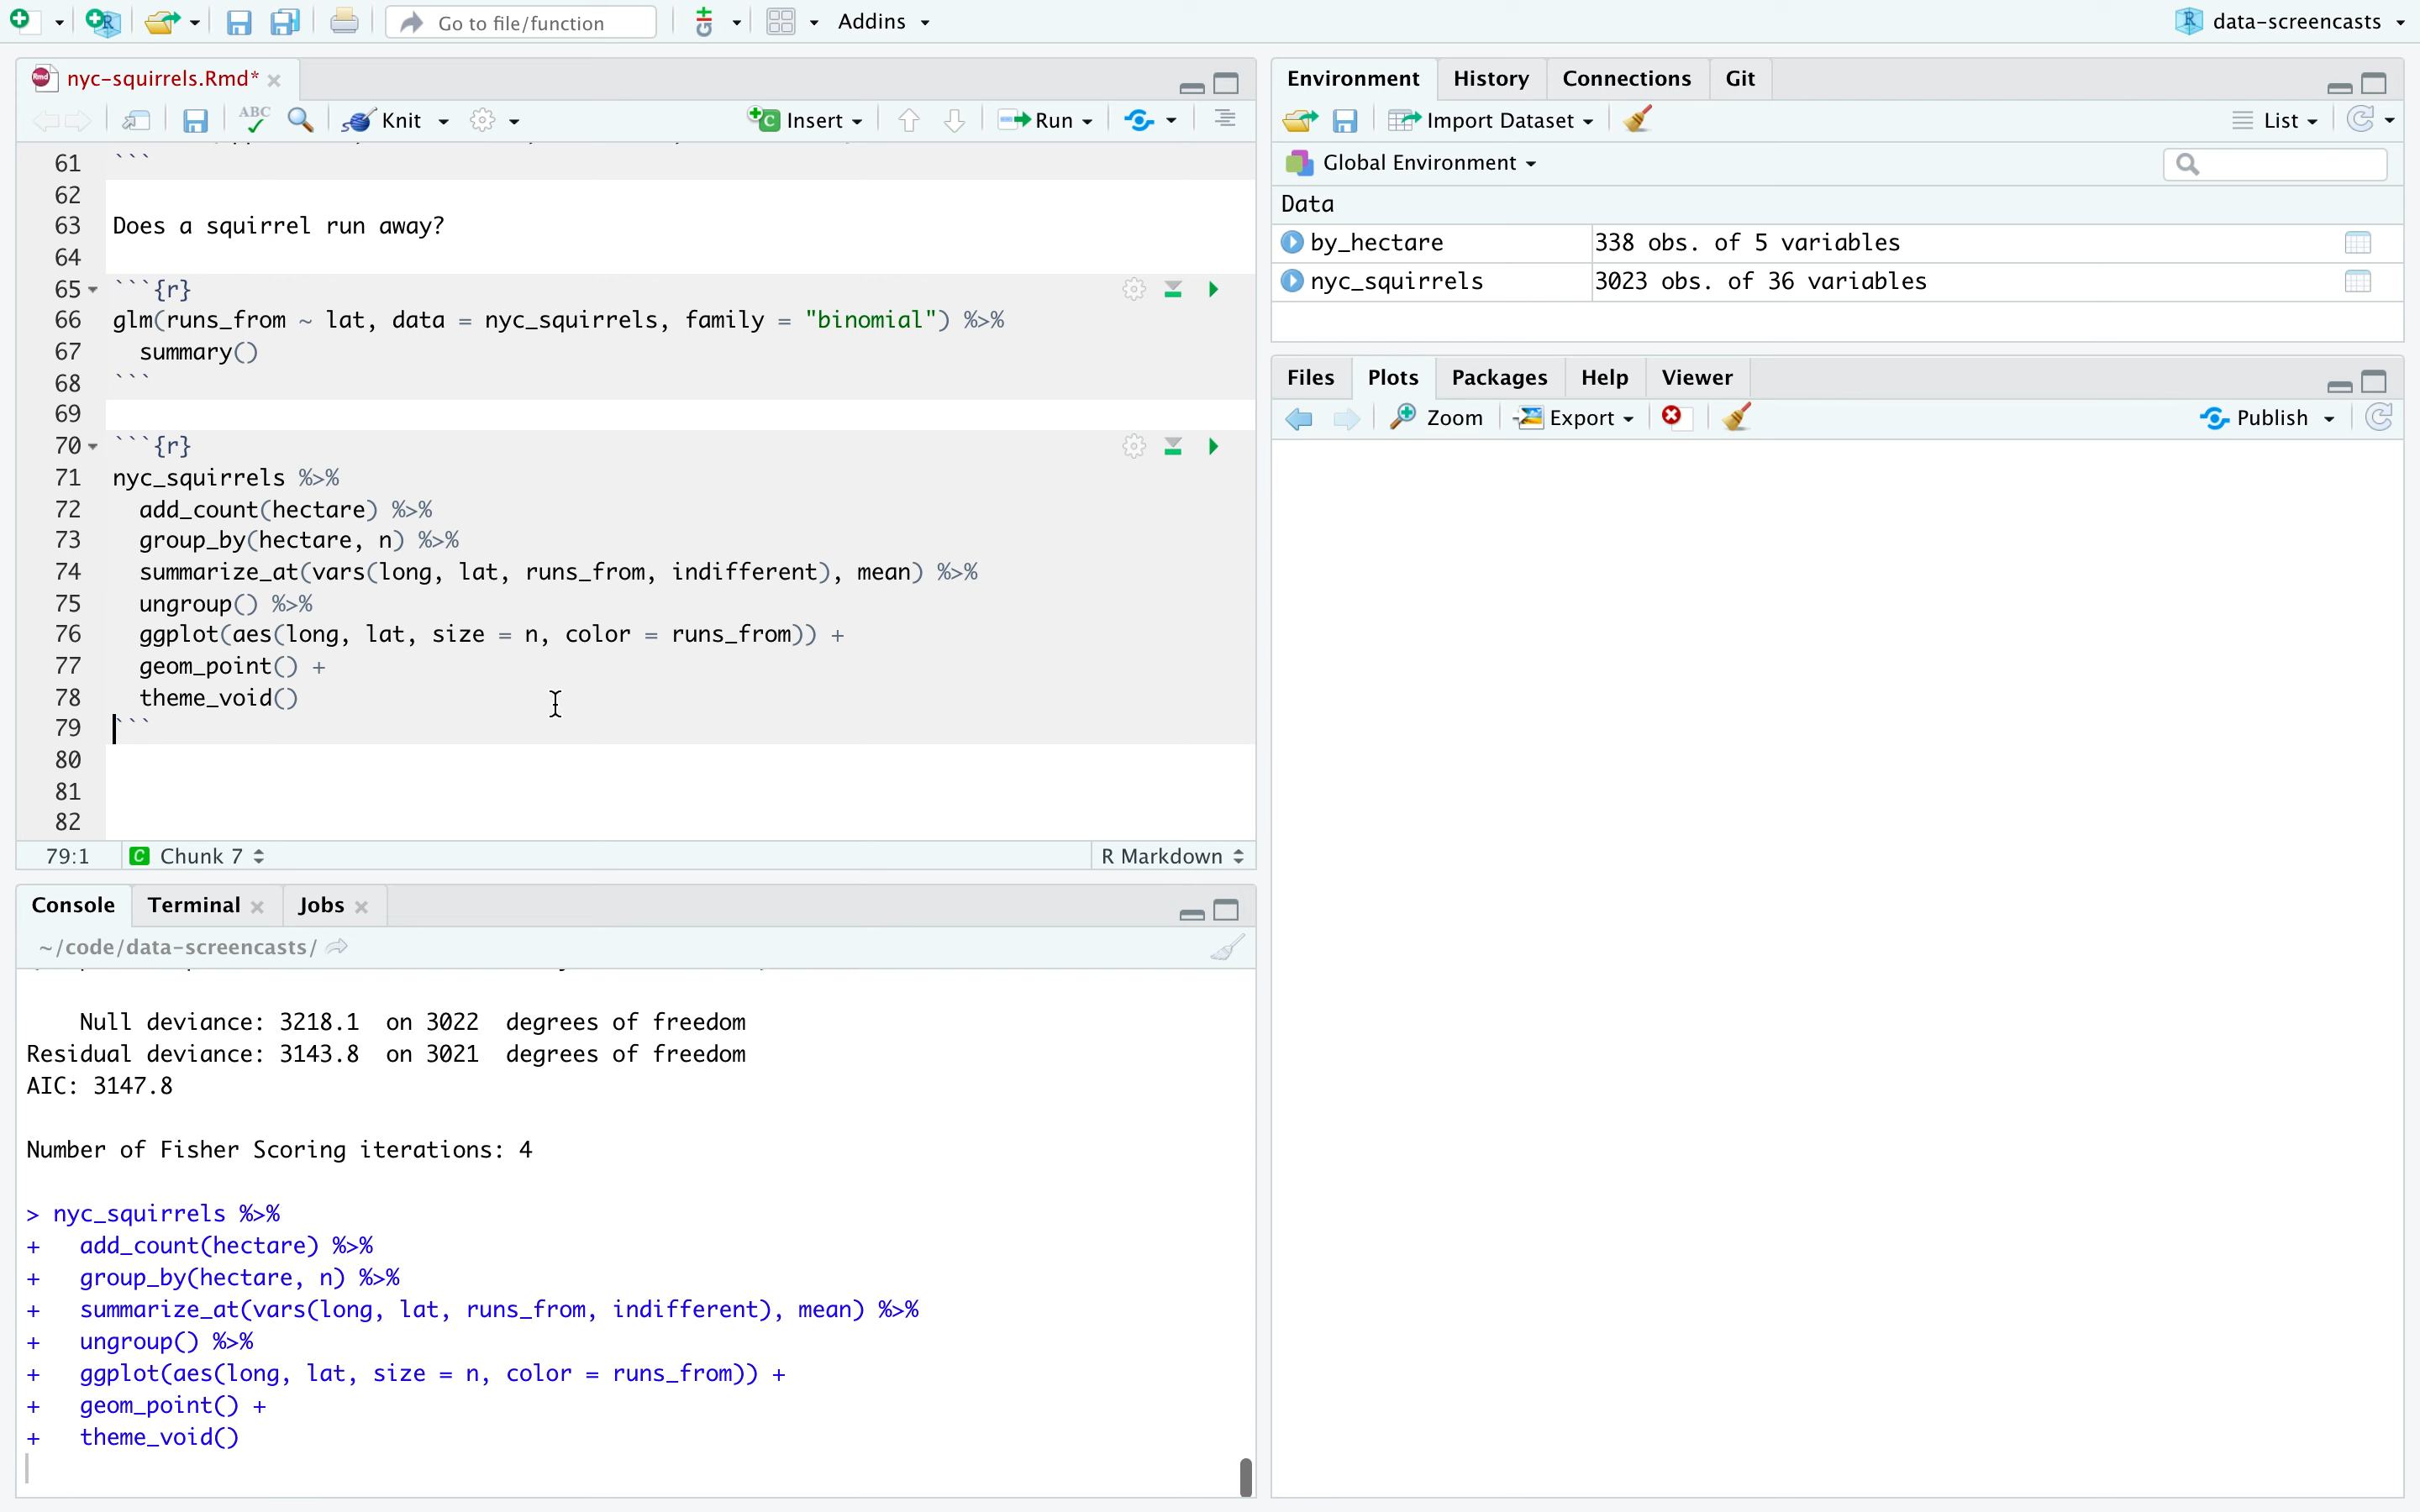 Go to file/function
Addins
data-screencasts
nyc-squirrels.Rmd*
ABC
Knit
Insert
Run
61 ```
62
63 Does a squirrel run away?
64
65 ```{r}
66 glm(runs_from ~ lat, data = nyc_squirrels, family = "binomial") %>%
67 summary()
68 ```
69
70 ```{r}
71 nyc_squirrels %>%
72 add_count(hectare) %>%
73 group_by(hectare, n) %>%
74 summarize_at(vars(long, lat, runs_from, indifferent), mean) %>%
75 ungroup() %>%
76 ggplot(aes(long, lat, size = n, color = runs_from)) +
77 geom_point() +
78 theme_void()
79 ```
80
81
82
79:1 C Chunk 7 R Markdown
Console Terminal Jobs
~/code/data-screencasts/
Null deviance: 3218.1 on 3022 degrees of freedom
Residual deviance: 3143.8 on 3021 degrees of freedom
AIC: 3147.8
Number of Fisher Scoring iterations: 4
> nyc_squirrels %>%
+ add_count(hectare) %>%
+ group_by(hectare, n) %>%
+ summarize_at(vars(long, lat, runs_from, indifferent), mean) %>%
+ ungroup() %>%
+ ggplot(aes(long, lat, size = n, color = runs_from)) +
+ geom_point() +
+ theme_void()
Environment History Connections Git
Import Dataset List
Global Environment
Data
by_hectare 338 obs. of 5 variables
nyc_squirrels 3023 obs. of 36 variables
Files Plots Packages Help Viewer
Zoom Export Publish